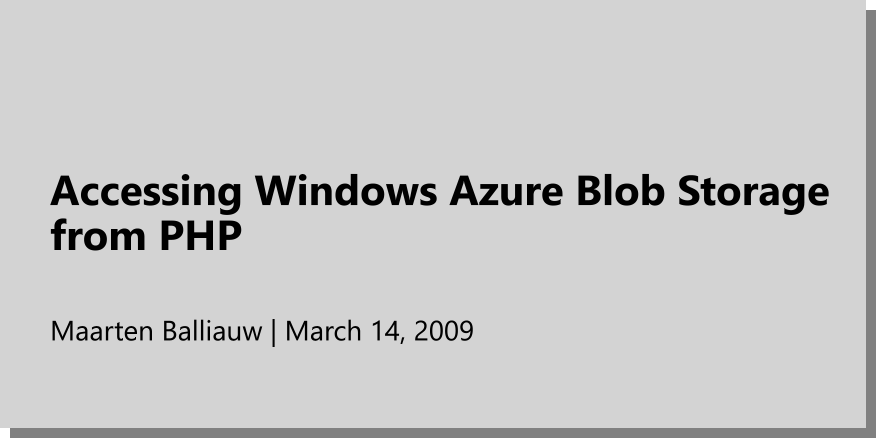 Accessing Windows Azure Blob Storage
from PHP
Maarten Balliauw | March 14, 2009